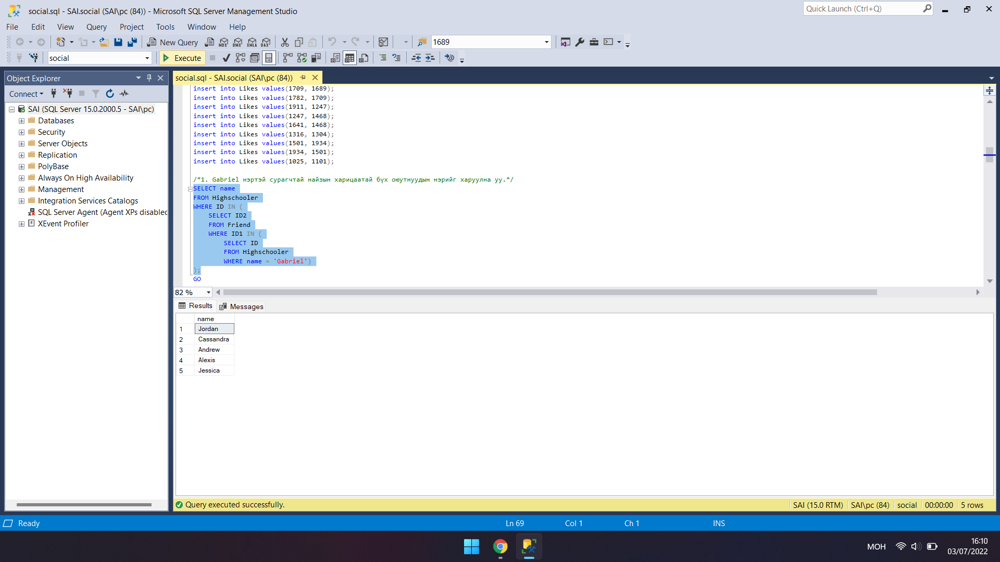 social.sql - SAI.social (SAI\pc (84)) - Microsoft SQL Server Management Studio
Quick Launch (Ctrl+Q)
File Edit View Query Project Tools Window Help
New Query
MDX DMX XMLA DAX
1689
social
Execute
Object Explorer
social.sql - SAI.social (SAI\pc (84))
Connect
SAI (SQL Server 15.0.2000.5 - SAI\pc)
Databases
Security
Server Objects
Replication
PolyBase
Always On High Availability
Management
Integration Services Catalogs
SQL Server Agent (Agent XPs disabled
XEvent Profiler
insert into Likes values(1709, 1689);
insert into Likes values(1782, 1709);
insert into Likes values(1911, 1247);
insert into Likes values(1247, 1468);
insert into Likes values(1641, 1468);
insert into Likes values(1316, 1304);
insert into Likes values(1501, 1934);
insert into Likes values(1934, 1501);
insert into Likes values(1025, 1101);
/*1. Gabriel нэртэй сурагчтай найзын харицаатай бүх оюутнуудын нэрийг харуулна уу.*/
SELECT name
FROM Highschooler
WHERE ID IN (
SELECT ID2
FROM Friend
WHERE ID1 IN (
SELECT ID
FROM Highschooler
WHERE name = 'Gabriel')
);
GO
82 %
Results Messages
name
1 Jordan
2 Cassandra
3 Andrew
4 Alexis
5 Jessica
Query executed successfully.
SAI (15.0 RTM) SAI\pc (84) social 00:00:00 5 rows
Ready
Ln 69 Col 1 Ch 1 INS
МОН
16:10
03/07/2022